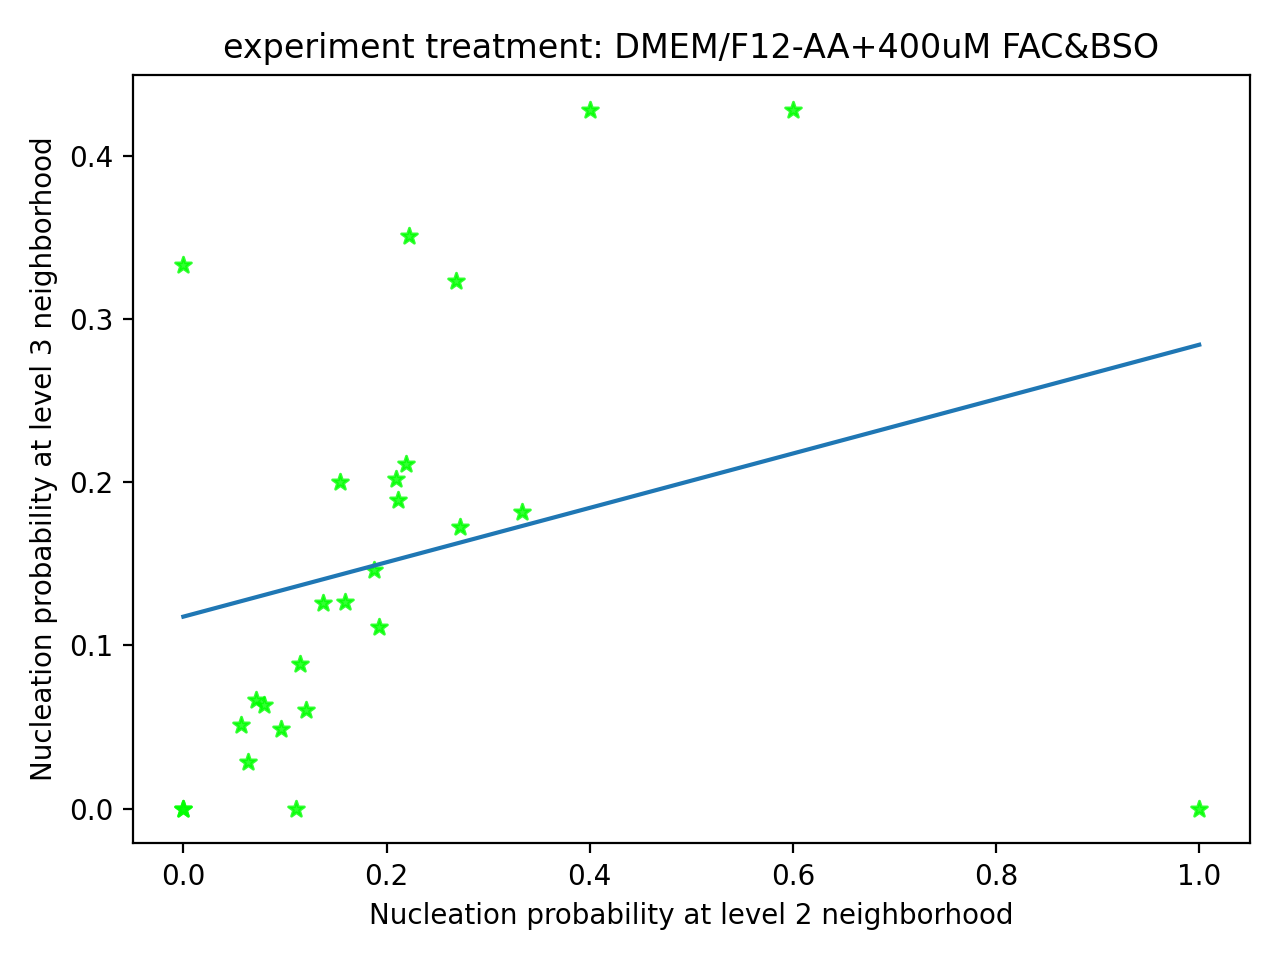 experiment treatment: DMEM/F12-AA+400uM FAC&BSO
Nucleation probability at level 3 neighborhood
0.4
0.3
0.2
0.1
0.0
0.0 0.2 0.4 0.6 0.8 1.0
Nucleation probability at level 2 neighborhood